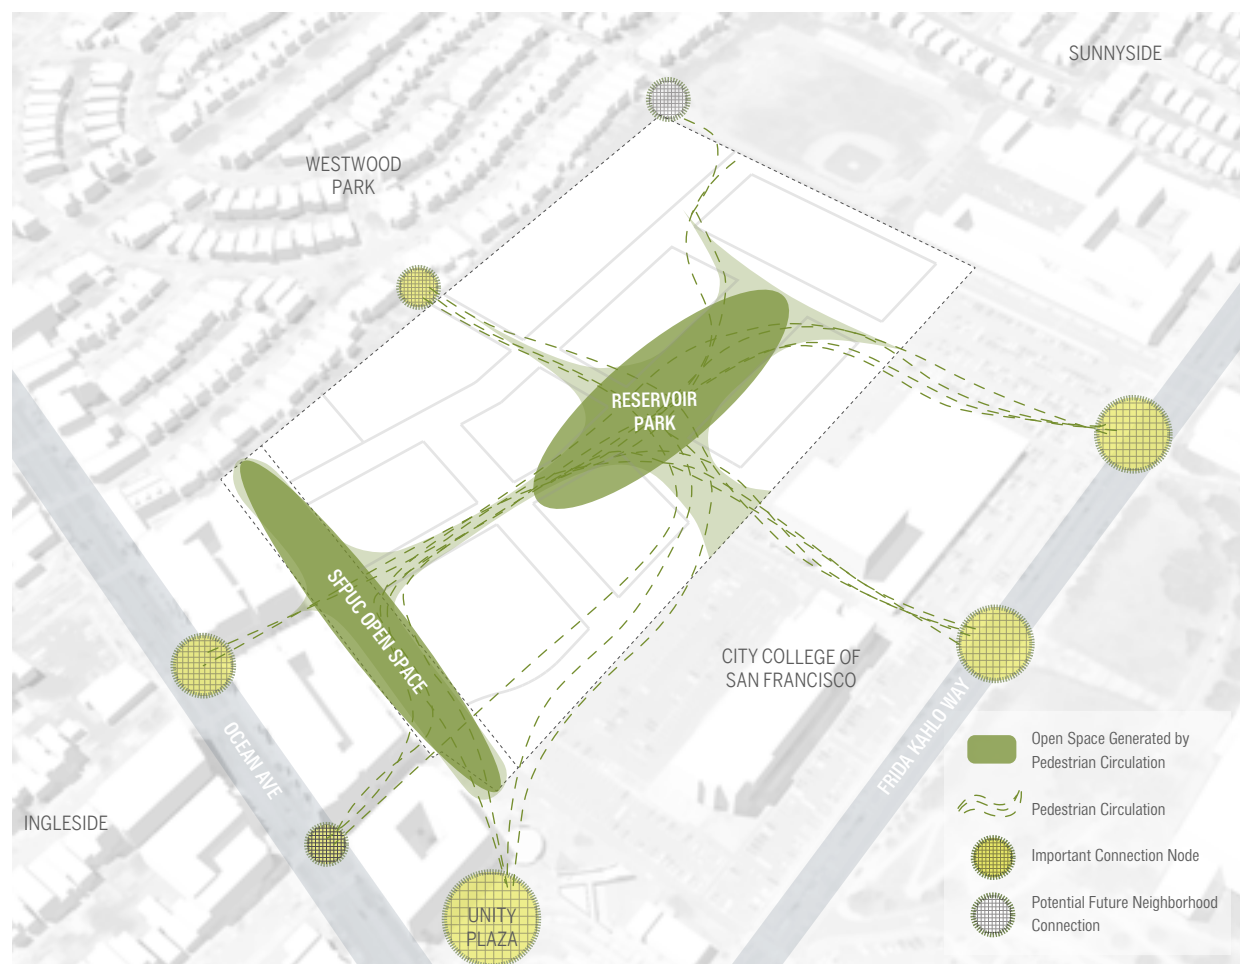 SUNNYSIDE
WESTWOOD
PARK
RESERVOIR
PARK
SFPUC OPEN SPACE
CITY COLLEGE OF
SAN FRANCISCO
OCEAN AVE
FRIDA KAHLO WAY
INGLESIDE
UNITY
PLAZA
Open Space Generated by
Pedestrian Circulation
Pedestrian Circulation
Important Connection Node
Potential Future Neighborhood
Connection